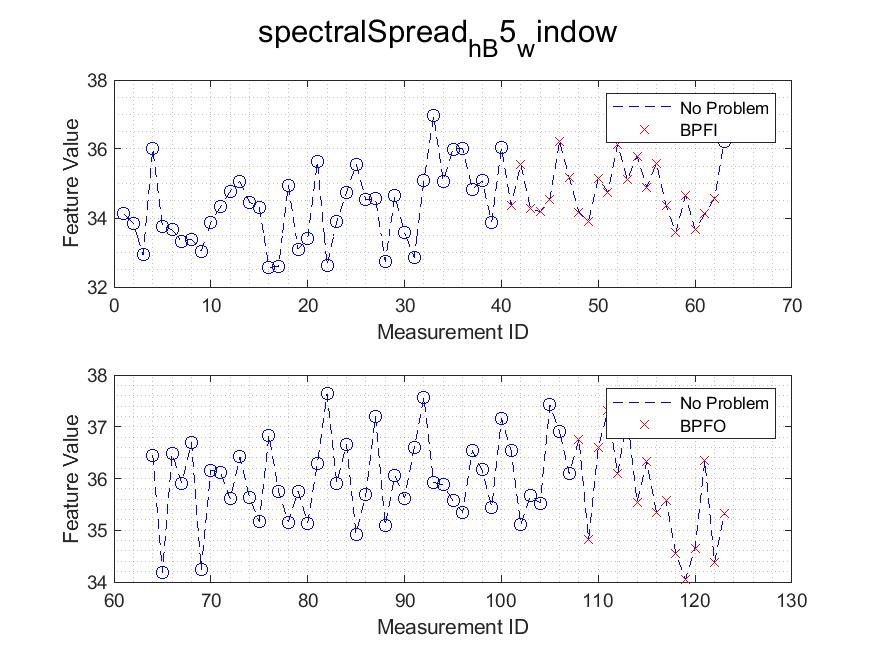 spectralSpread_hB5_window
38
36
34
32
Feature Value
No Problem
BPFI
0 10 20 30 40 50 60 70
Measurement ID
38
37
36
35
34
Feature Value
No Problem
BPFO
60 70 80 90 100 110 120 130
Measurement ID